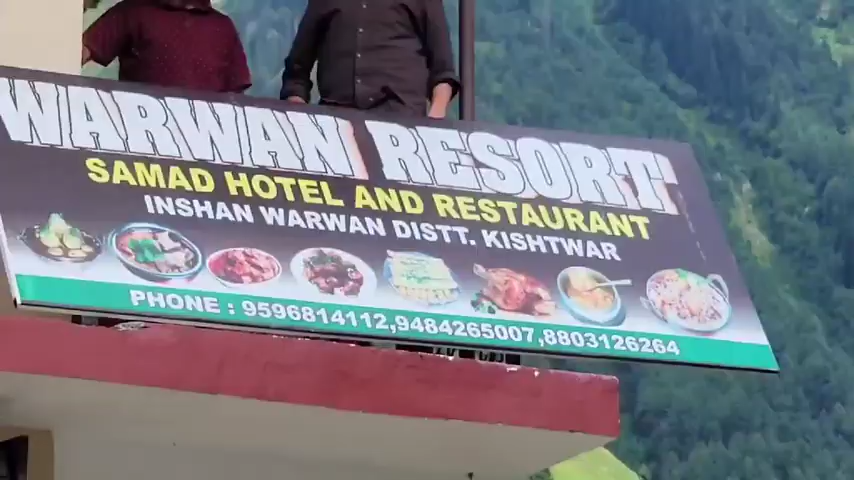 WARWAN RESORT
SAMAD HOTEL AND RESTAURANT
INSHAN WARWAN DISTT. KISHTWAR
PHONE : 9596814112,9484265007,8803126264